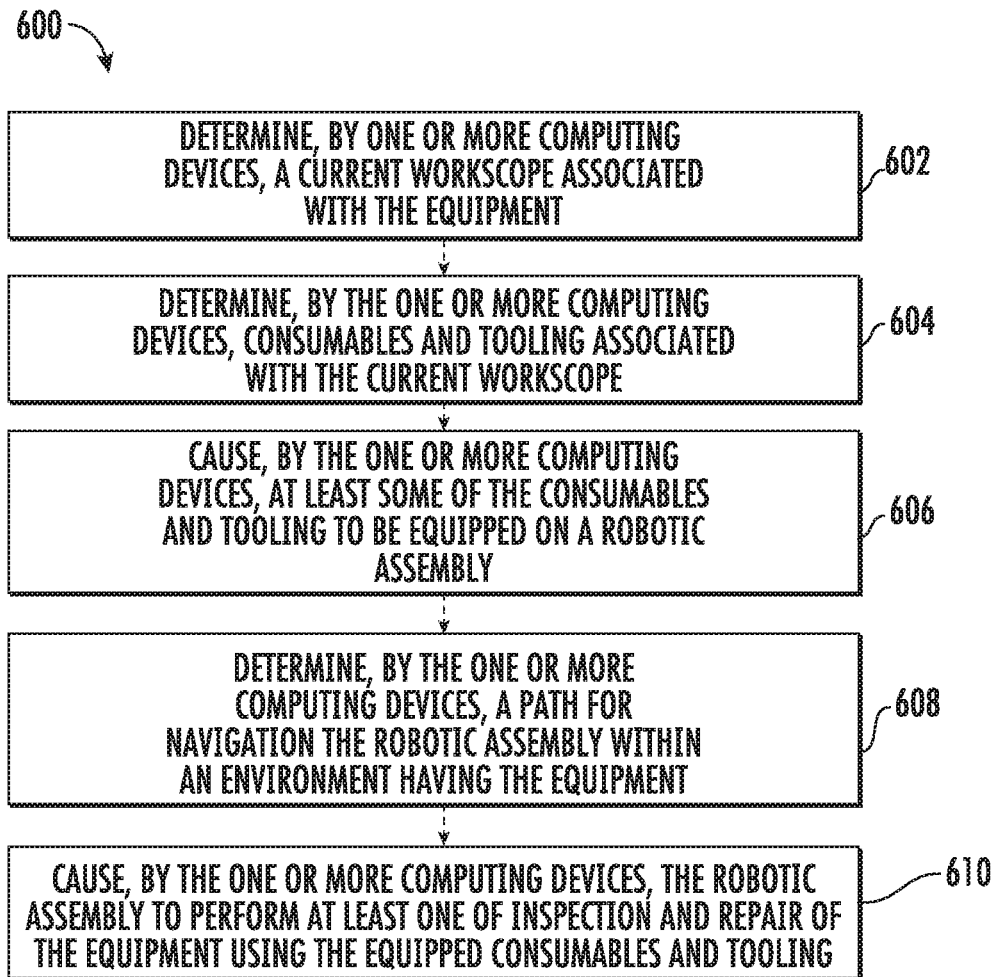 600
DETERMINE, BY ONE OR MORE COMPUTING
DEVICES, A CURRENT WORKSCOPE ASSOCIATED
WITH THE EQUIPMENT
602
DETERMINE, BY THE ONE OR MORE COMPUTING
DEVICES, CONSUMABLES AND TOOLING ASSOCIATED
WITH THE CURRENT WORKSCOPE
604
CAUSE, BY THE ONE OR MORE COMPUTING
DEVICES, AT LEAST SOME OF THE CONSUMABLES
AND TOOLING TO BE EQUIPPED ON A ROBOTIC
ASSEMBLY
606
DETERMINE, BY THE ONE OR MORE
COMPUTING DEVICES, A PATH FOR
NAVIGATION THE ROBOTIC ASSEMBLY WITHIN
AN ENVIRONMENT HAVING THE EQUIPMENT
608
CAUSE, BY THE ONE OR MORE COMPUTING DEVICES, THE ROBOTIC
ASSEMBLY TO PERFORM AT LEAST ONE OF INSPECTION AND REPAIR OF
THE EQUIPMENT USING THE EQUIPPED CONSUMABLES AND TOOLING
610